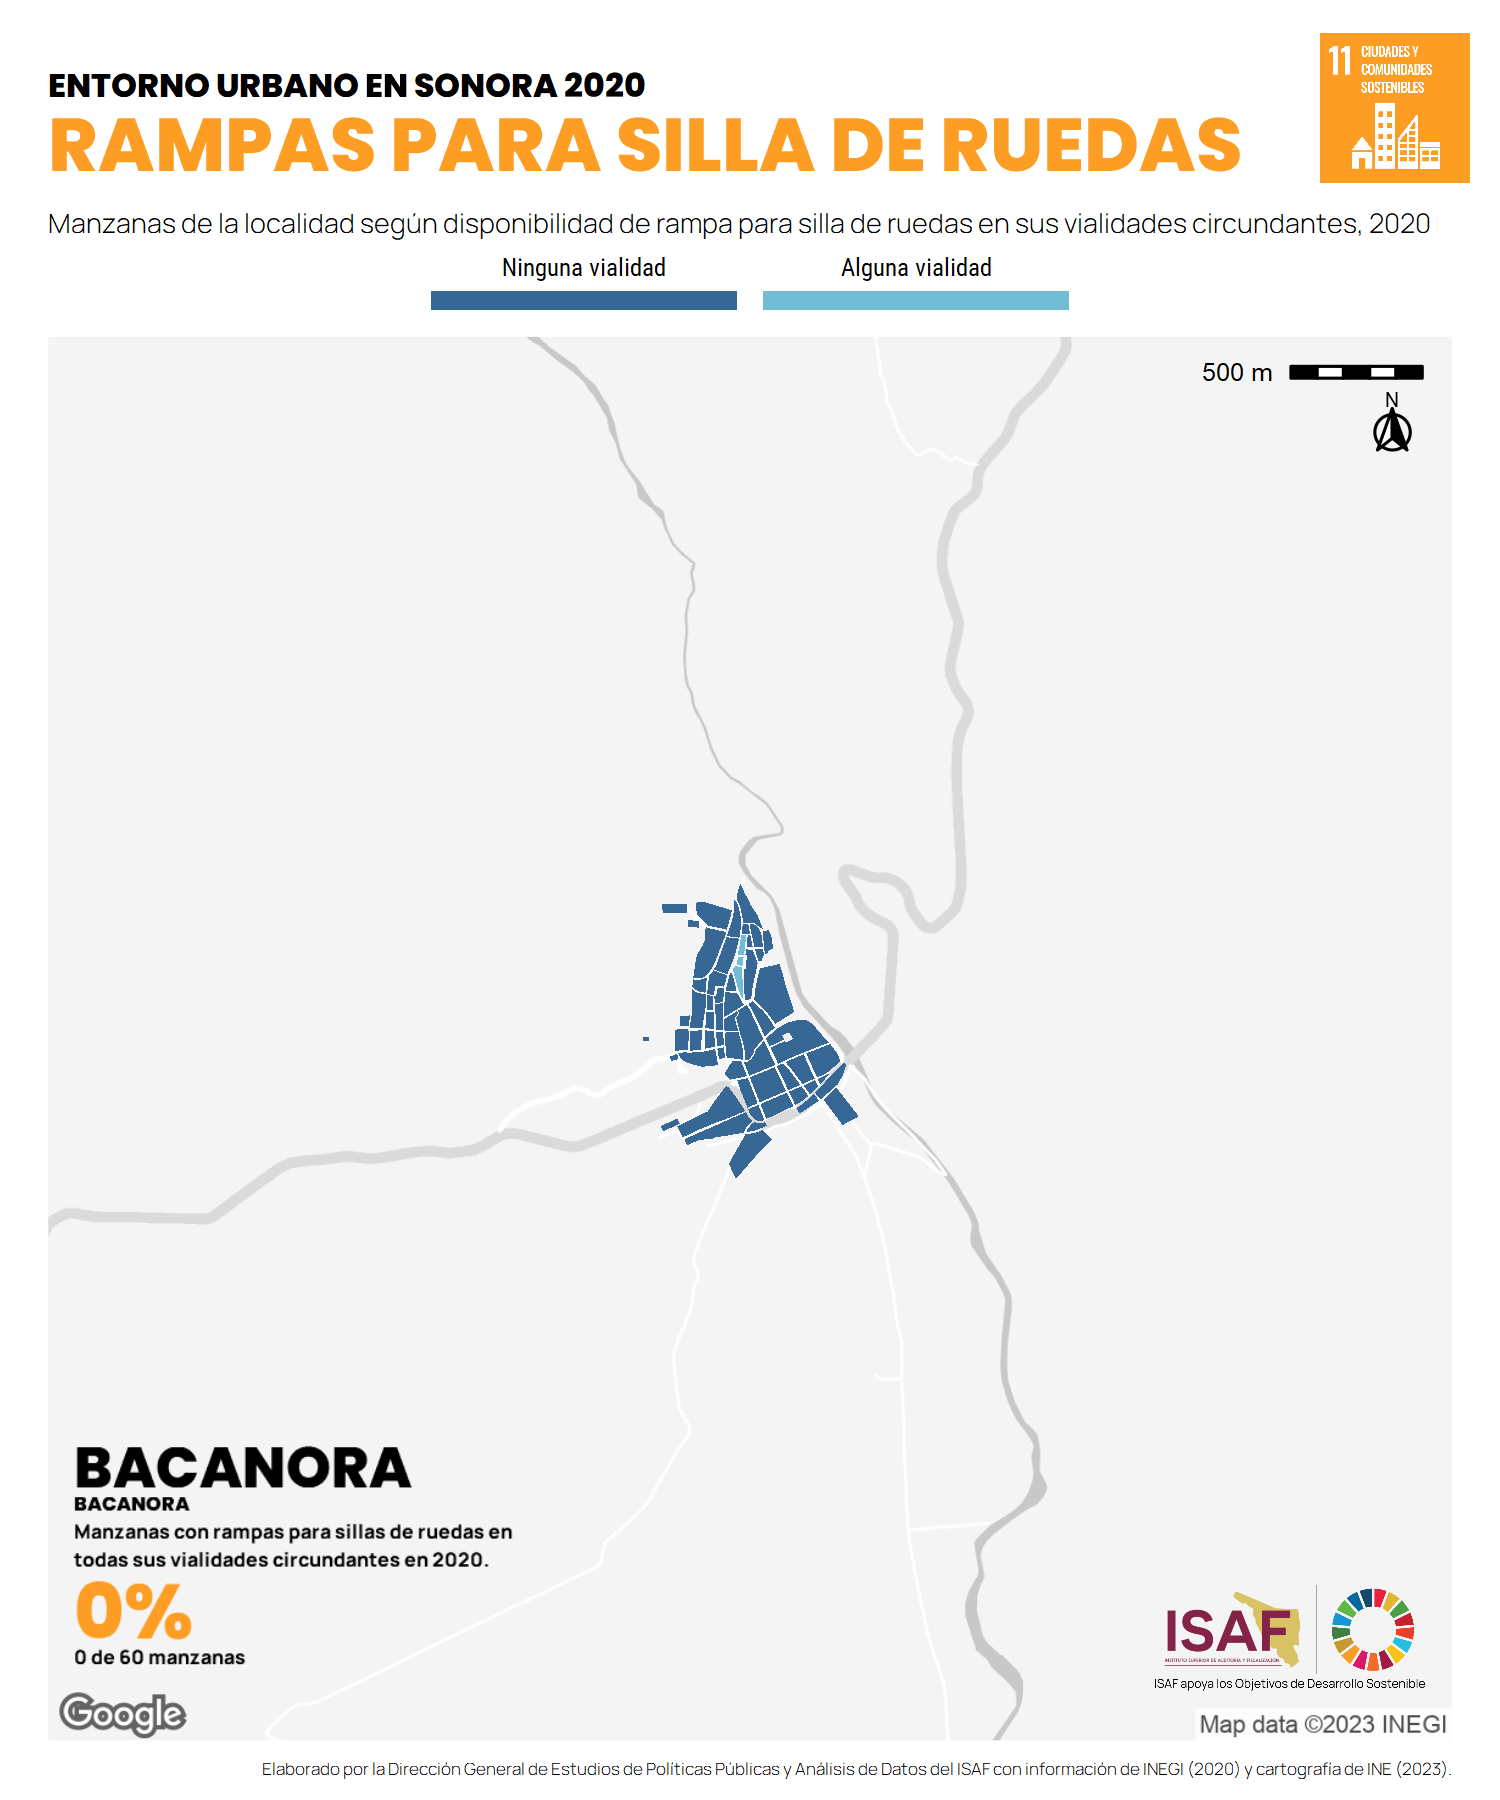 ENTORNO URBANO EN SONORA 2020
RAMPAS PARA SILLA DE RUEDAS
11 CIUDADES Y
COMUNIDADES
SOSTENIBLES
Manzanas de la localidad según disponibilidad de rampa para silla de ruedas en sus vialidades circundantes, 2020
Ninguna vialidad
Alguna vialidad
500 m
N
BACANORA
BACANORA
Manzanas con rampas para sillas de ruedas en
todas sus vialidades circundantes en 2020.
0%
0 de 60 manzanas
ISAF
INSTITUTO SUPERIOR DE AUDITORÍA Y FISCALIZACIÓN
ISAF apoya los Objetivos de Desarrollo Sostenible
Google
Map data ©2023 INEGI
Elaborado por la Dirección General de Estudios de Políticas Públicas y Análisis de Datos del ISAF con información de INEGI (2020) y cartografía de INE (2023).